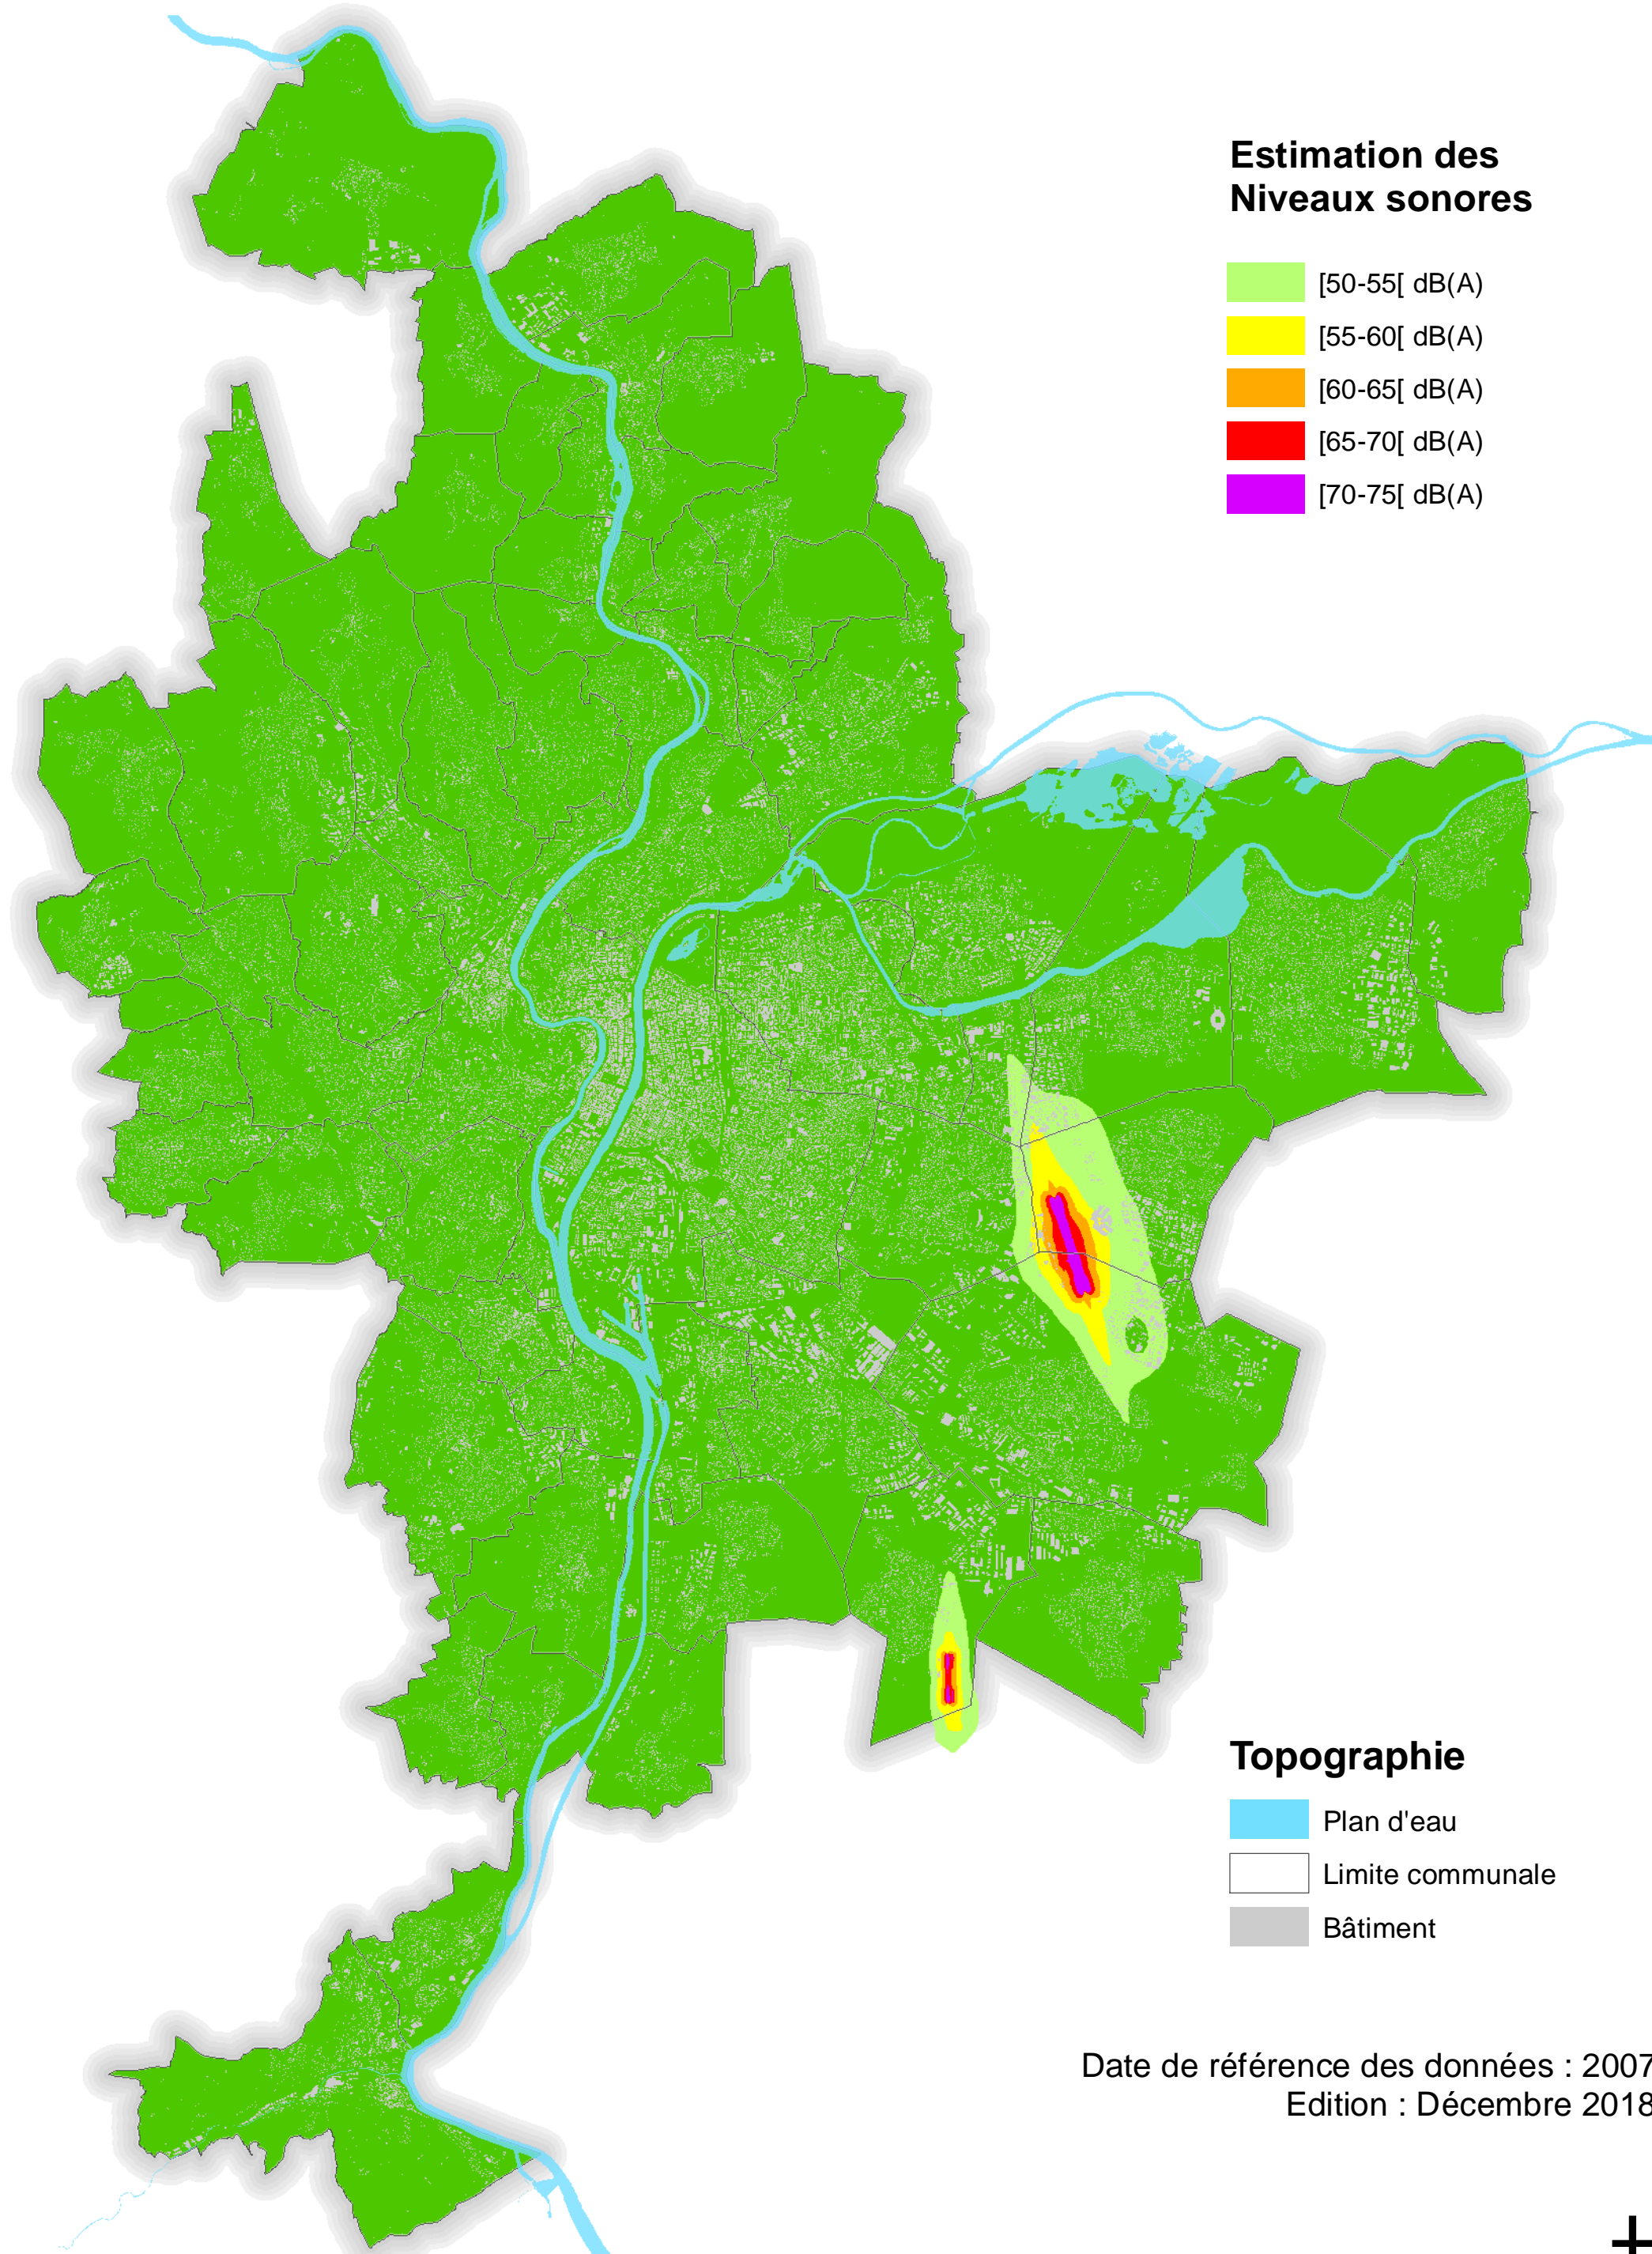 Estimation des
Niveaux sonores
[50-55[ dB(A)
[55-60[ dB(A)
[60-65[ dB(A)
[65-70[ dB(A)
[70-75[ dB(A)
Topographie
Plan d'eau
Limite communale
Bâtiment
Date de référence des données : 2007
Edition : Décembre 2018